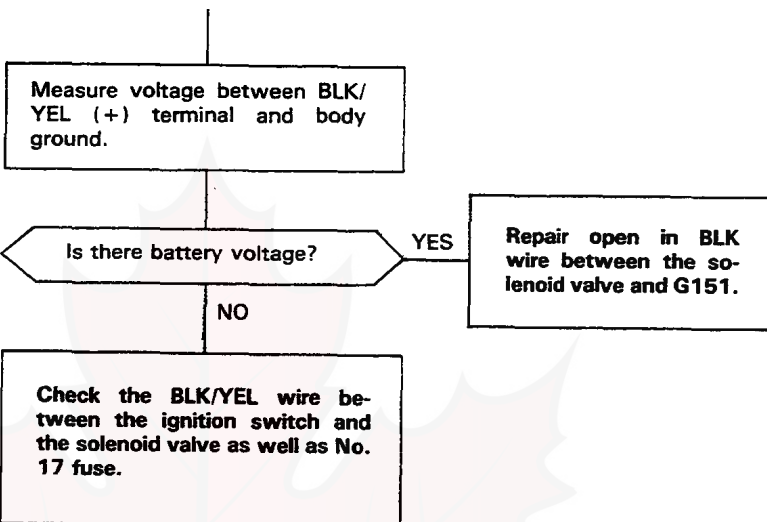 Measure voltage between BLK/
YEL (+) terminal and body
ground.
Is there battery voltage?
YES
Repair open in BLK
wire between the so-
lenoid valve and G151.
NO
Check the BLK/YEL wire be-
tween the ignition switch and
the solenoid valve as well as No.
17 fuse.